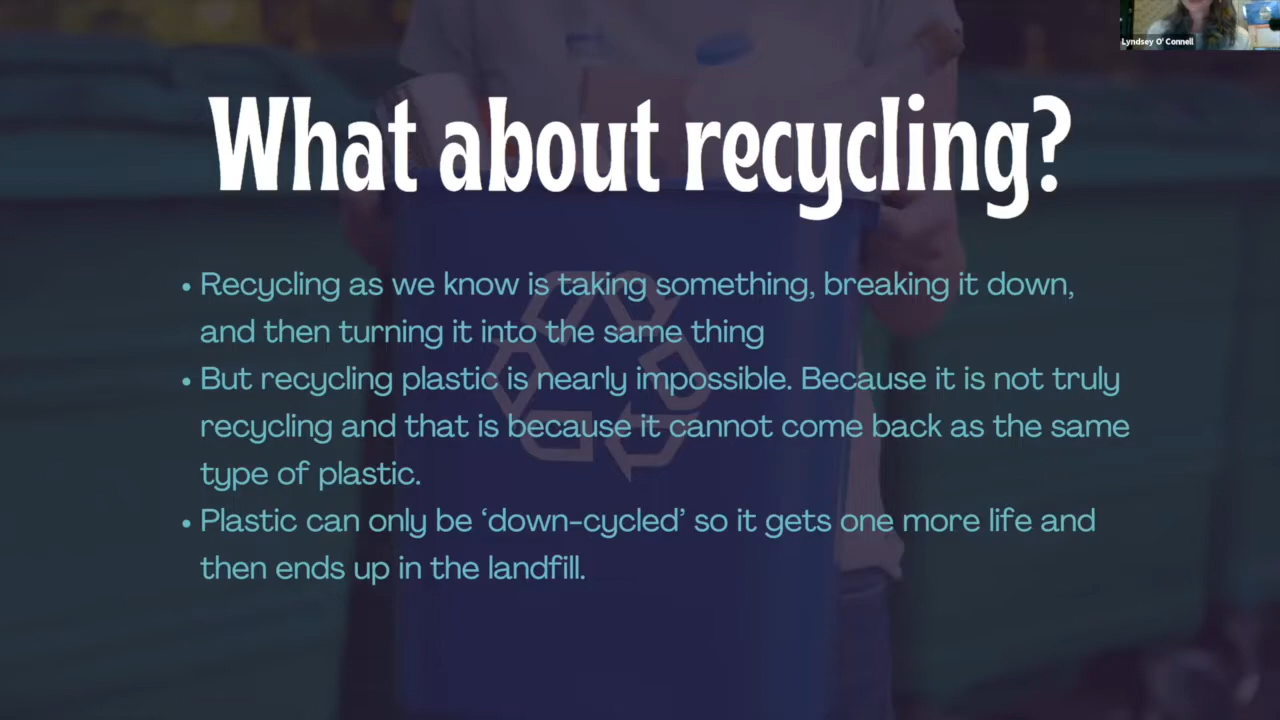 Lyndsey O' Connell
What about recycling?
• Recycling as we know is taking something, breaking it down,
and then turning it into the same thing
• But recycling plastic is nearly impossible. Because it is not truly
recycling and that is because it cannot come back as the same
type of plastic.
• Plastic can only be ‘down-cycled’ so it gets one more life and
then ends up in the landfill.